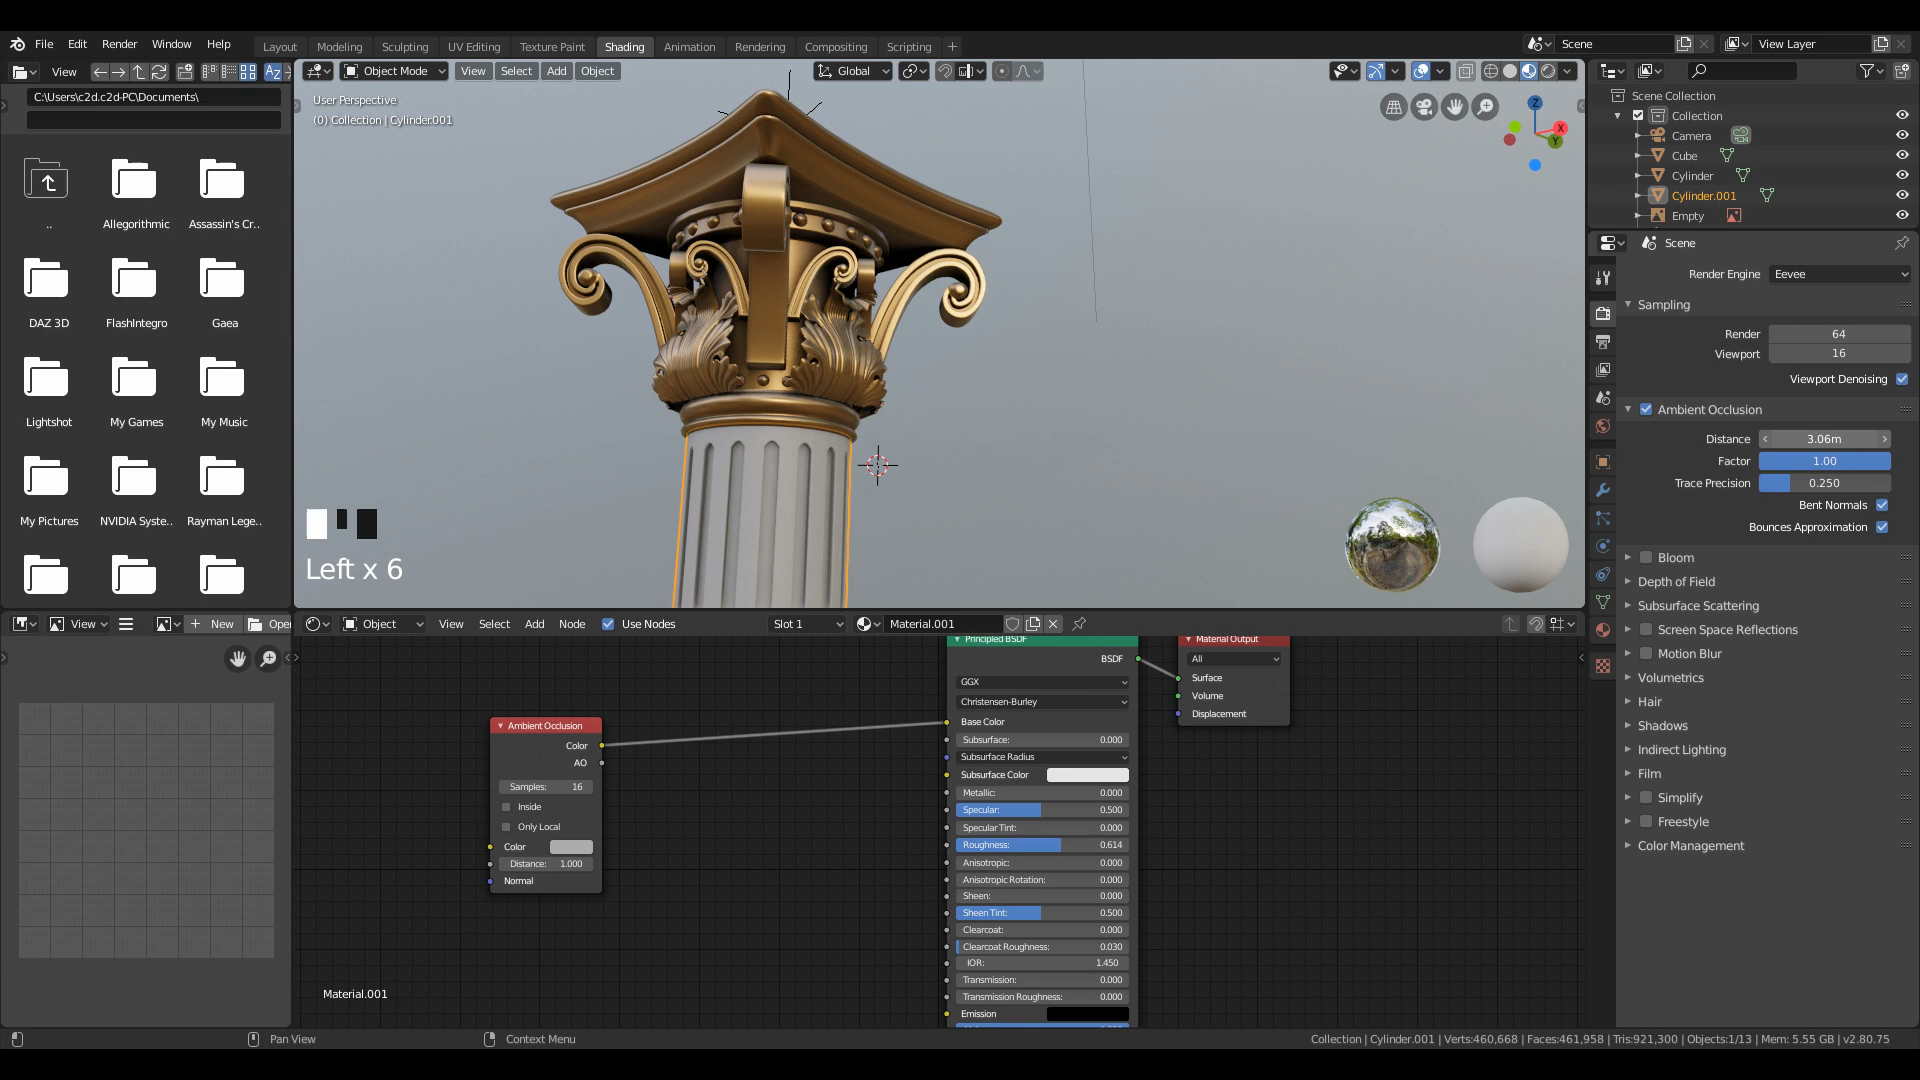 File Edit Render Window Help
Layout Modeling Sculpting UV Editing Texture Paint Shading Animation Rendering Compositing Scripting +
Scene
View Layer
View
C:\Users\c2d.c2d-PC\Documents\
..
Allegorithmic
Assassin's Cr..
DAZ 3D
FlashIntegro
Gaea
Lightshot
My Games
My Music
My Pictures
NVIDIA Syste..
Rayman Lege..
Object Mode View Select Add Object Global
User Perspective
(0) Collection | Cylinder.001
Z
X
Y
Left x 6
Scene Collection
Collection
Camera
Cube
Cylinder
Cylinder.001
Empty
Scene
Render Engine Eevee
Sampling
Render 64
Viewport 16
Viewport Denoising
Ambient Occlusion
Distance 3.06m
Factor 1.00
Trace Precision 0.250
Bent Normals
Bounces Approximation
Bloom
Depth of Field
Subsurface Scattering
Screen Space Reflections
Motion Blur
Volumetrics
Hair
Shadows
Indirect Lighting
Film
Simplify
Freestyle
Color Management
View + New Open
Object View Select Add Node Use Nodes Slot 1 Material.001
Ambient Occlusion
Color
AO
Samples: 16
Inside
Only Local
Color
Distance: 1.000
Normal
Principled BSDF
BSDF
GGX
Christensen-Burley
Base Color
Subsurface: 0.000
Subsurface Radius
Subsurface Color
Metallic: 0.000
Specular: 0.500
Specular Tint: 0.000
Roughness: 0.614
Anisotropic: 0.000
Anisotropic Rotation: 0.000
Sheen: 0.000
Sheen Tint: 0.500
Clearcoat: 0.000
Clearcoat Roughness: 0.030
IOR: 1.450
Transmission: 0.000
Transmission Roughness: 0.000
Emission
Material Output
All
Surface
Volume
Displacement
Material.001
Pan View
Context Menu
Collection | Cylinder.001 | Verts:460,668 | Faces:461,958 | Tris:921,300 | Objects:1/13 | Mem: 5.55 GB | v2.80.75